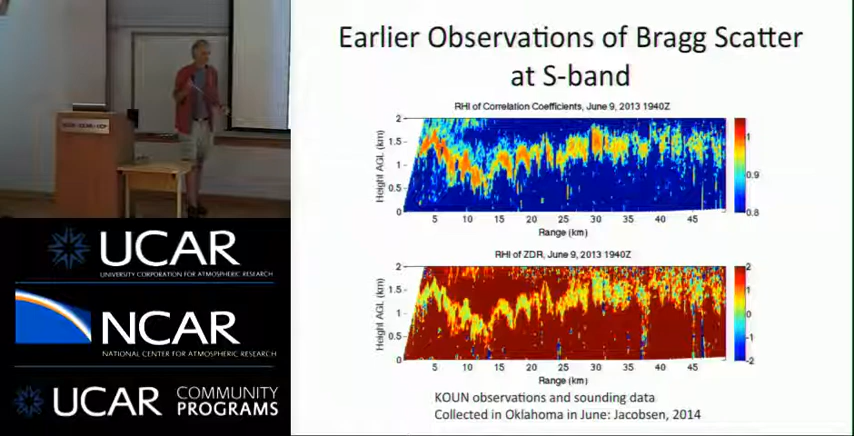 Earlier Observations of Bragg Scatter
at S-band
RHI of Correlation Coefficients, June 9, 2013 1940Z
Height AGL (km)
2
1.5
1
0.5
0
5 10 15 20 25 30 35 40 45
Range (km)
1
0.9
0.8
RHI of ZDR, June 9, 2013 1940Z
Height AGL (km)
2
1.5
1
0.5
0
5 10 15 20 25 30 35 40 45
Range (km)
2
1
0
-1
-2
KOUN observations and sounding data
Collected in Oklahoma in June: Jacobsen, 2014
UCAR
UNIVERSITY CORPORATION FOR ATMOSPHERIC RESEARCH
NCAR
NATIONAL CENTER FOR ATMOSPHERIC RESEARCH
UCAR COMMUNITY
PROGRAMS